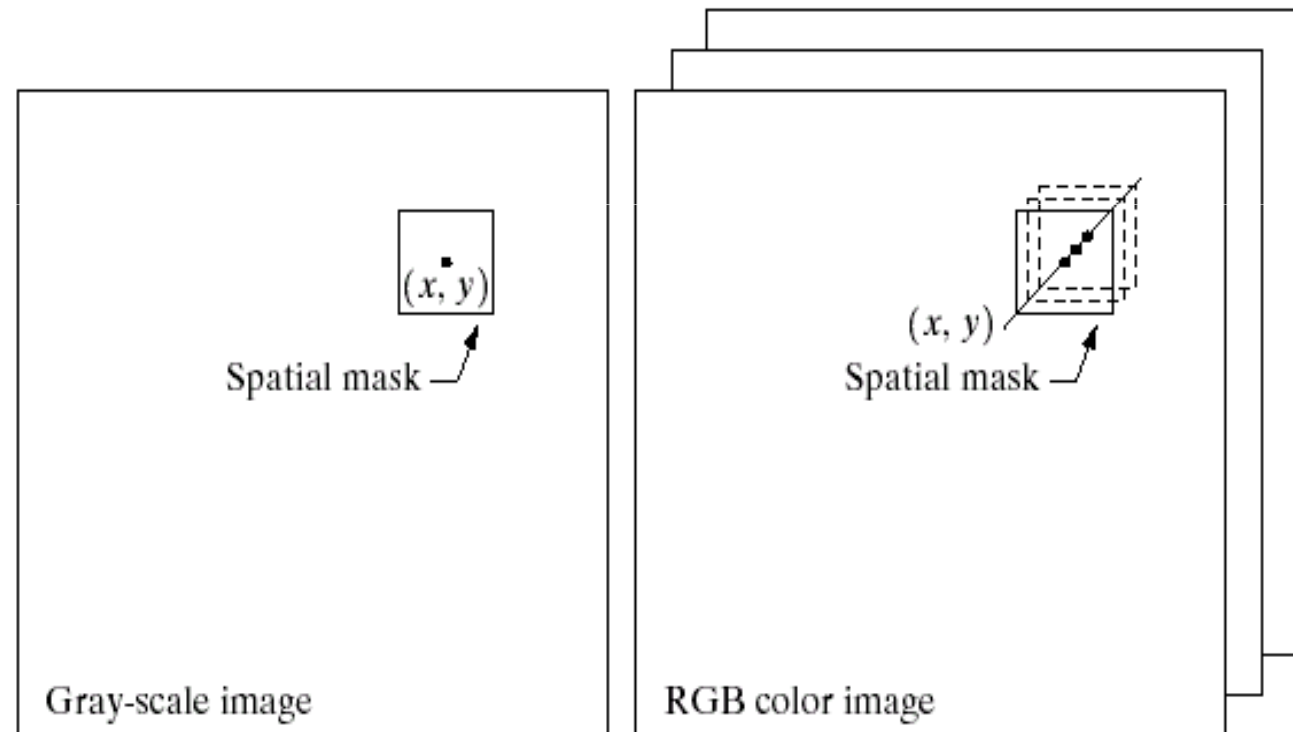 (x, y)
Spatial mask
Gray-scale image
(x, y)
Spatial mask
RGB color image